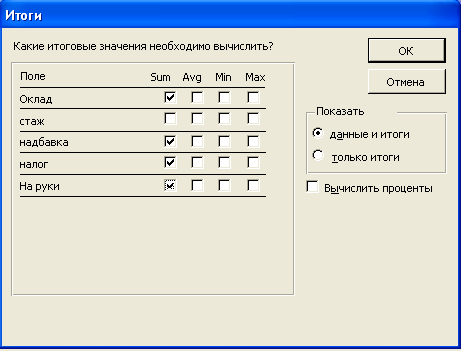 Итоги
Какие итоговые значения необходимо вычислить?
OK
Отмена
Поле Sum Avg Min Max
Оклад
стаж
надбавка
налог
На руки
Показать
данные и итоги
только итоги
Вычислить проценты